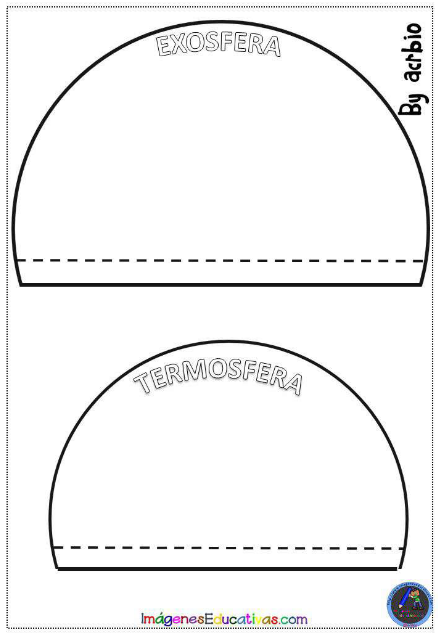 EXOSFERA
By acrbio
TERMOSFERA
ImágenesEducativas.com